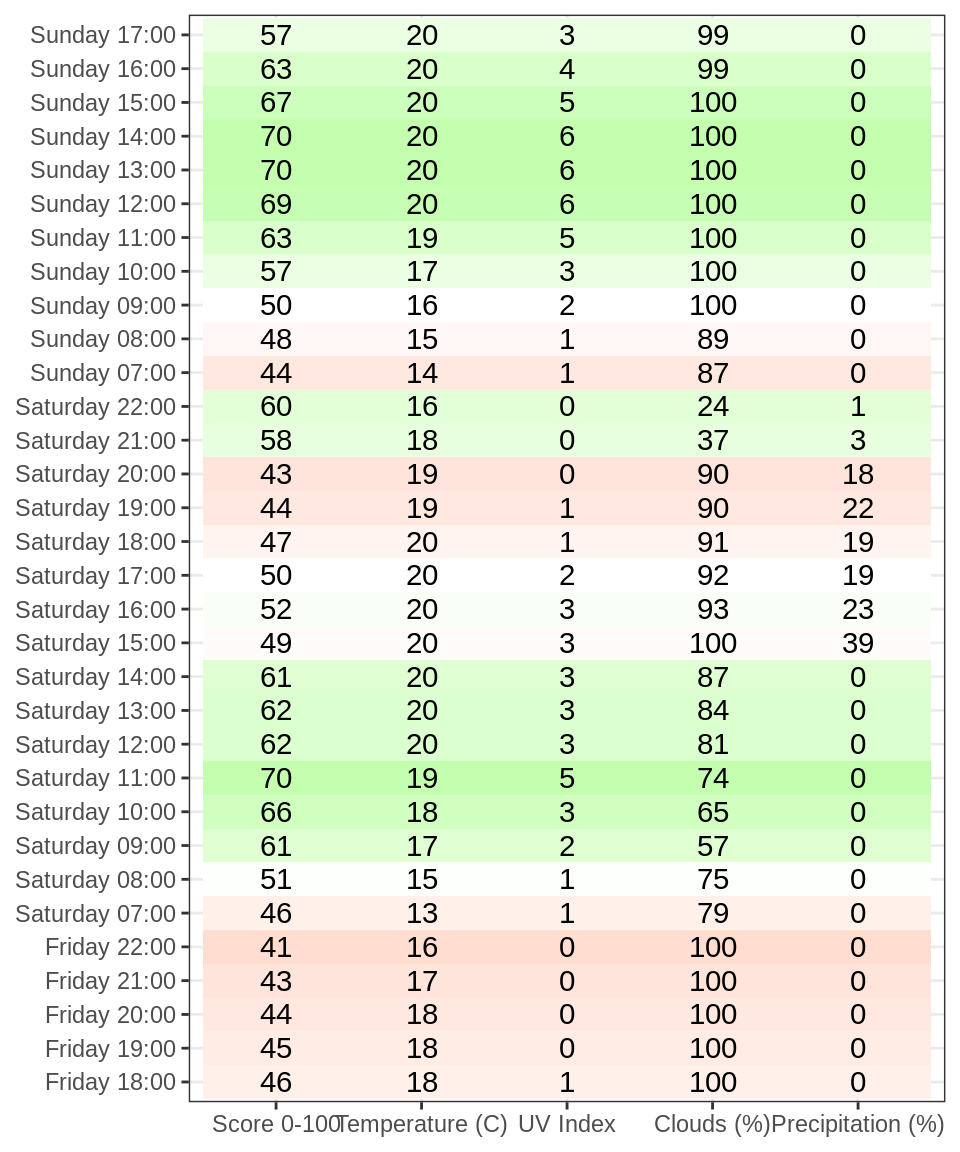 Sunday 17:00 57 20 3 99 0
Sunday 16:00 63 20 4 99 0
Sunday 15:00 67 20 5 100 0
Sunday 14:00 70 20 6 100 0
Sunday 13:00 70 20 6 100 0
Sunday 12:00 69 20 6 100 0
Sunday 11:00 63 19 5 100 0
Sunday 10:00 57 17 3 100 0
Sunday 09:00 50 16 2 100 0
Sunday 08:00 48 15 1 89 0
Sunday 07:00 44 14 1 87 0
Saturday 22:00 60 16 0 24 1
Saturday 21:00 58 18 0 37 3
Saturday 20:00 43 19 0 90 18
Saturday 19:00 44 19 1 90 22
Saturday 18:00 47 20 1 91 19
Saturday 17:00 50 20 2 92 19
Saturday 16:00 52 20 3 93 23
Saturday 15:00 49 20 3 100 39
Saturday 14:00 61 20 3 87 0
Saturday 13:00 62 20 3 84 0
Saturday 12:00 62 20 3 81 0
Saturday 11:00 70 19 5 74 0
Saturday 10:00 66 18 3 65 0
Saturday 09:00 61 17 2 57 0
Saturday 08:00 51 15 1 75 0
Saturday 07:00 46 13 1 79 0
Friday 22:00 41 16 0 100 0
Friday 21:00 43 17 0 100 0
Friday 20:00 44 18 0 100 0
Friday 19:00 45 18 0 100 0
Friday 18:00 46 18 1 100 0
Score 0-100 Temperature (C) UV Index Clouds (%) Precipitation (%)